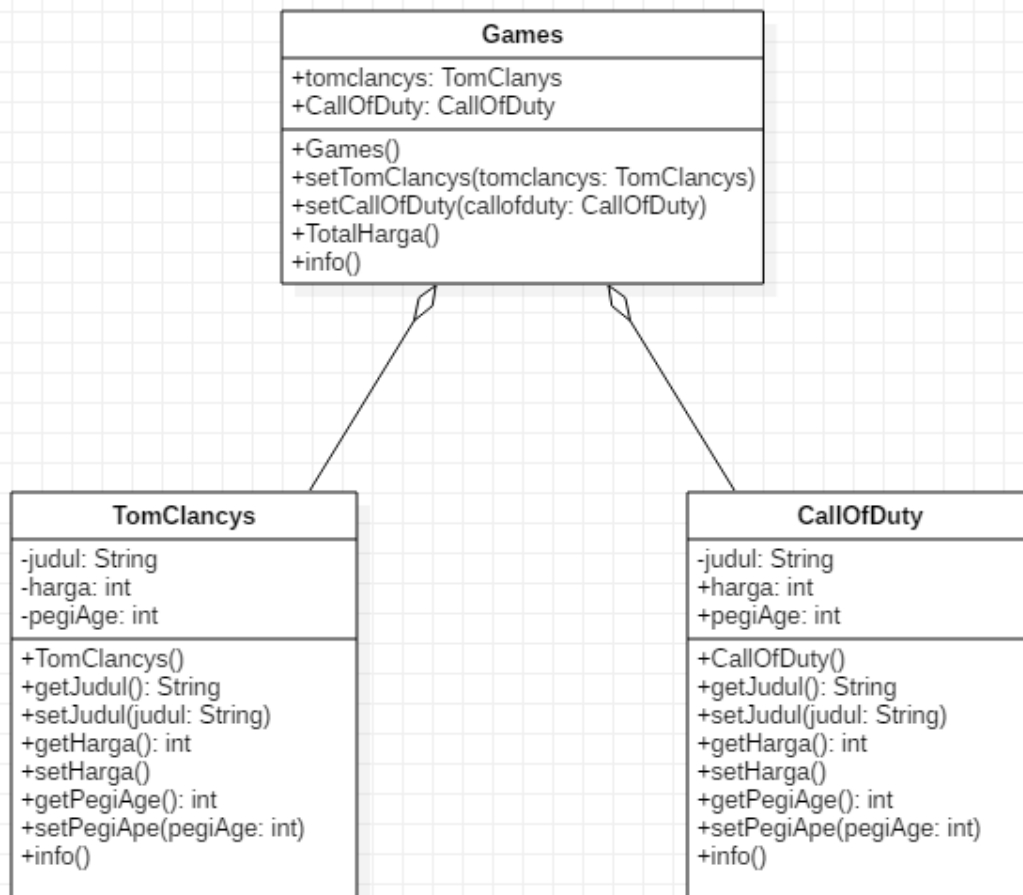 Games
+tomclancys: TomClanys
+CallOfDuty: CallOfDuty
+Games()
+setTomClancys(tomclancys: TomClancys)
+setCallOfDuty(callofduty: CallOfDuty)
+TotalHarga()
+info()
TomClancys
-judul: String
-harga: int
-pegiAge: int
+TomClancys()
+getJudul(): String
+setJudul(judul: String)
+getHarga(): int
+setHarga()
+getPegiAge(): int
+setPegiApe(pegiAge: int)
+info()
CallOfDuty
-judul: String
+harga: int
+pegiAge: int
+CallOfDuty()
+getJudul(): String
+setJudul(judul: String)
+getHarga(): int
+setHarga()
+getPegiAge(): int
+setPegiApe(pegiAge: int)
+info()